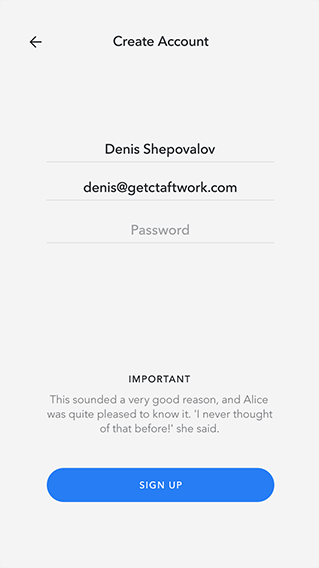 Create Account
Denis Shepovalov
denis@getctaftwork.com
Password
IMPORTANT
This sounded a very good reason, and Alice
was quite pleased to know it. 'I never thought
of that before!' she said.
SIGN UP